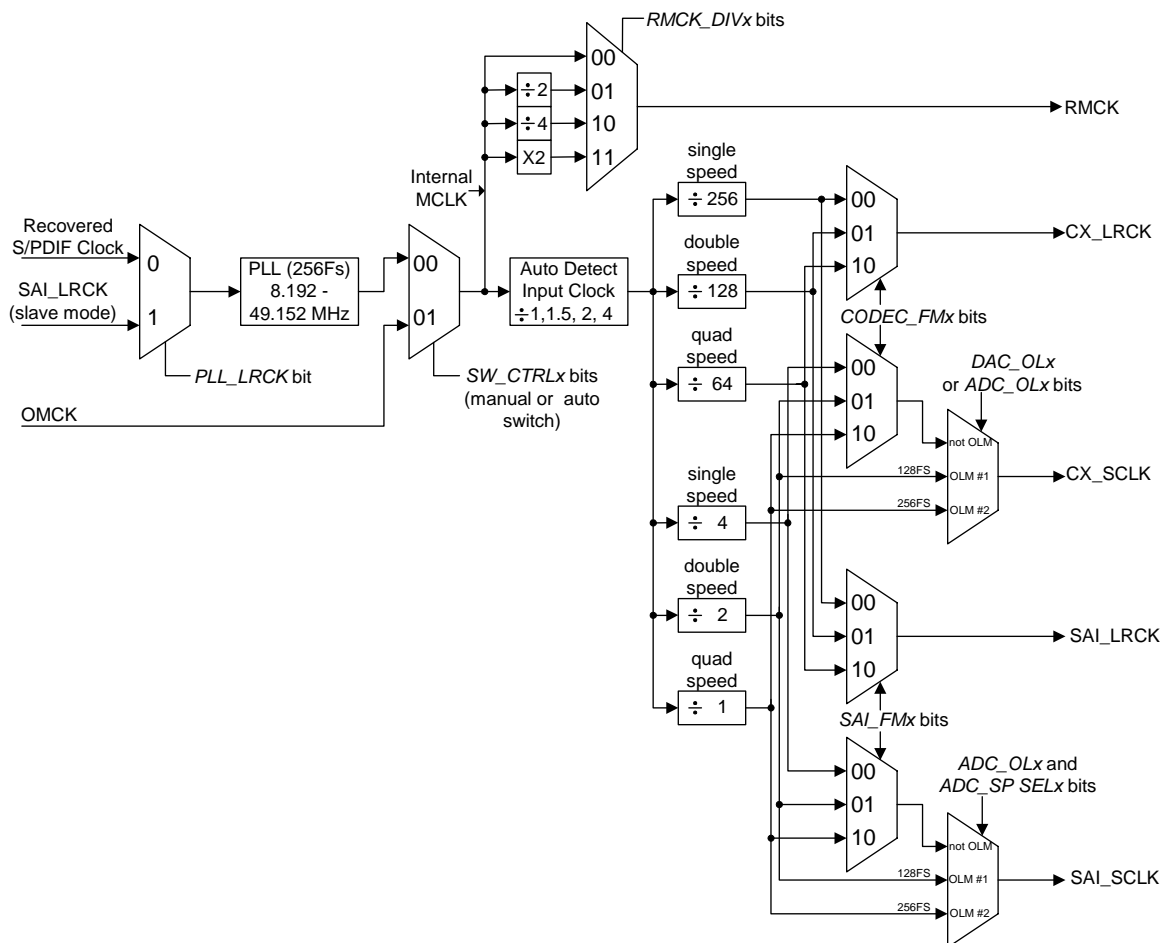 RMCK_DIVx bits
00
÷2
01
÷4
10
X2
11
RMCK
Internal
MCLK
Recovered
S/PDIF Clock
SAI_LRCK
(slave mode)
0
1
PLL (256Fs)
8.192 -
49.152 MHz
PLL_LRCK bit
OMCK
00
01
SW_CTRLx bits
(manual or auto
switch)
Auto Detect
Input Clock
÷1,1.5, 2, 4
single
speed
÷ 256
double
speed
÷ 128
quad
speed
÷ 64
00
01
10
CX_LRCK
CODEC_FMx bits
00
01
10
DAC_OLx
or ADC_OLx bits
not OLM
128FS
OLM #1
256FS
OLM #2
CX_SCLK
single
speed
÷ 4
double
speed
÷ 2
quad
speed
÷ 1
00
01
10
SAI_LRCK
SAI_FMx bits
00
01
10
ADC_OLx and
ADC_SP SELx bits
not OLM
128FS
OLM #1
256FS
OLM #2
SAI_SCLK